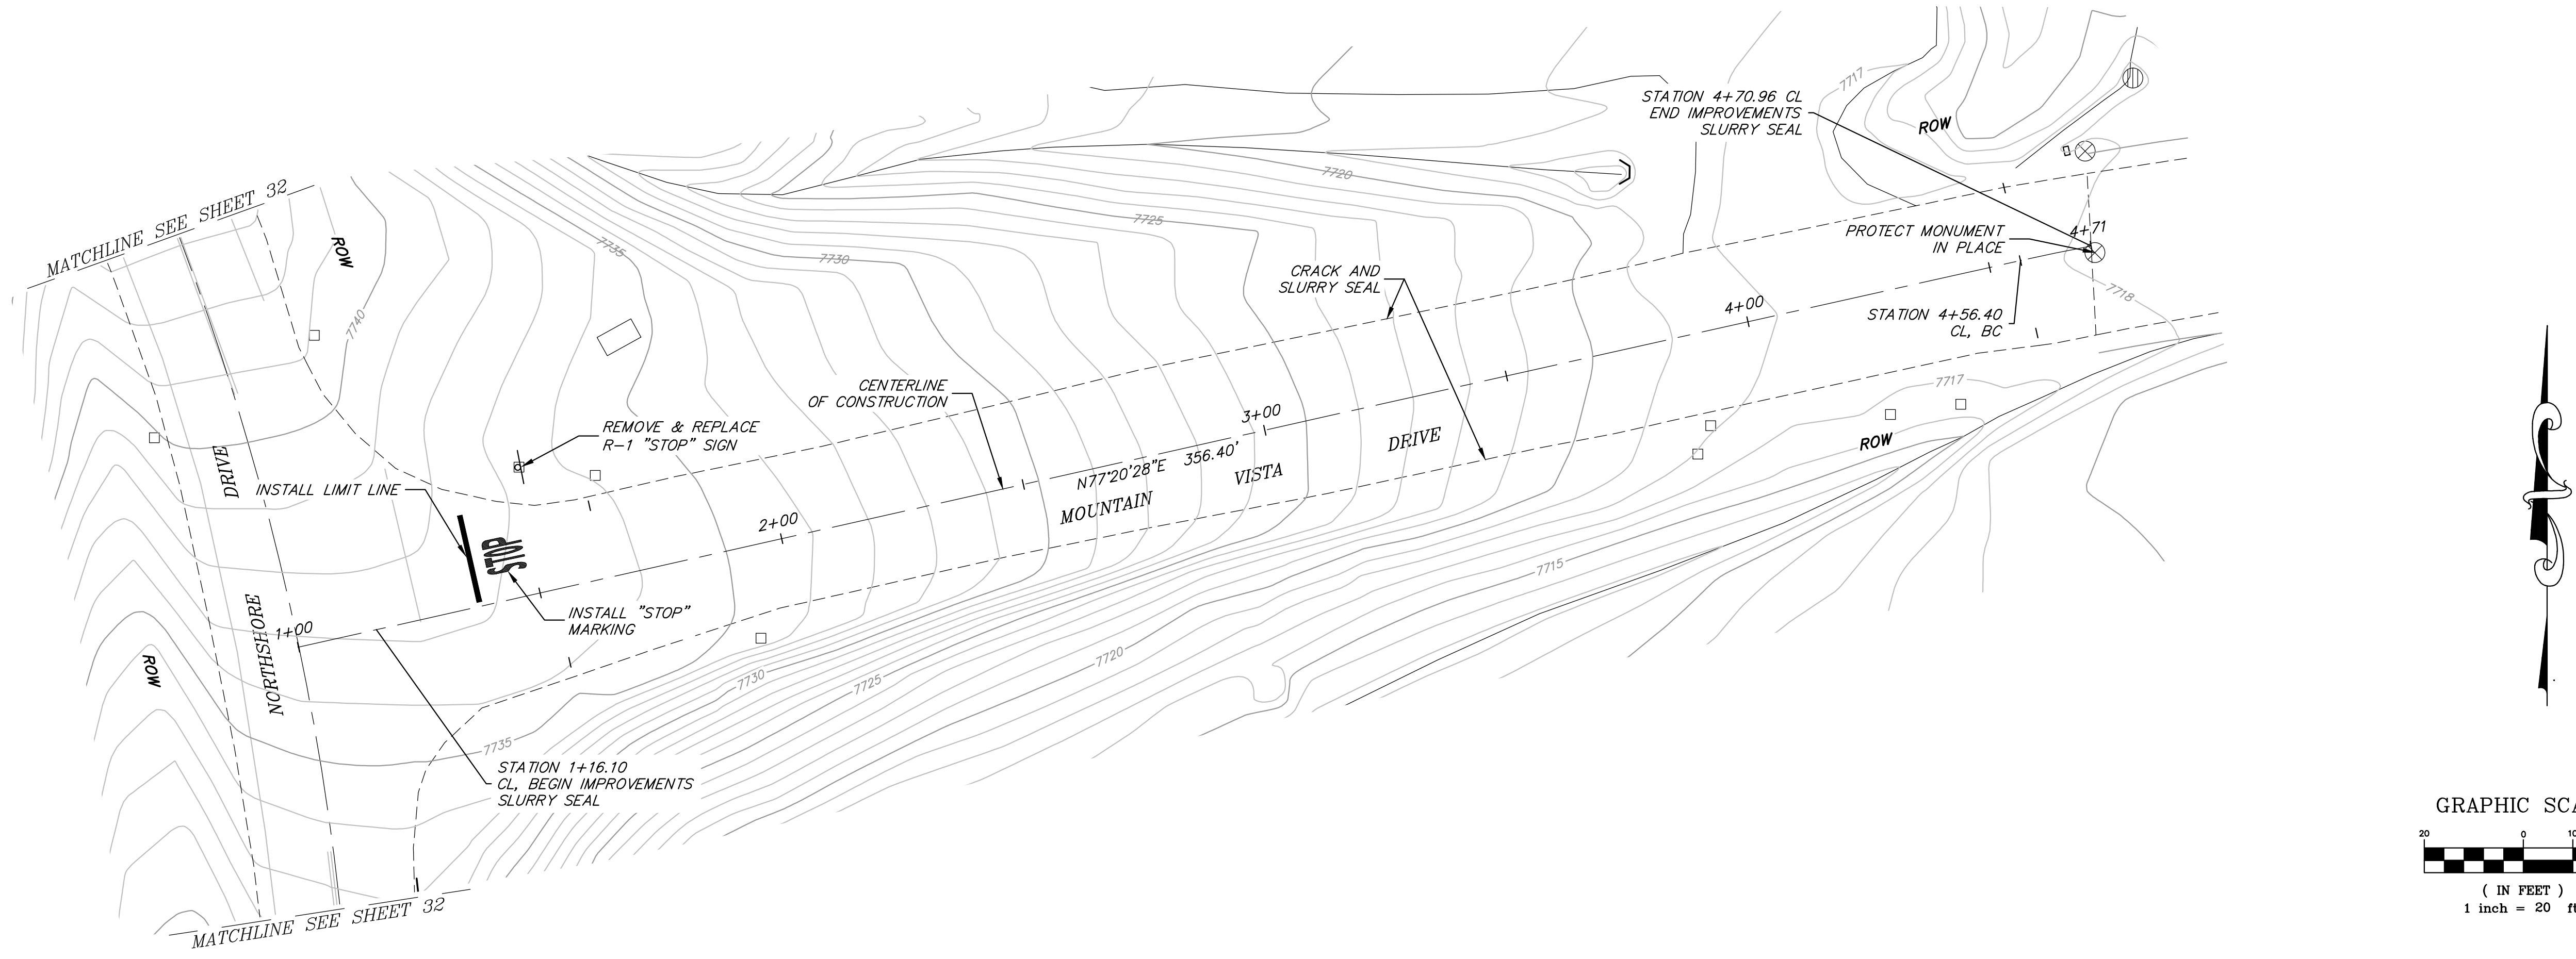 MATCHLINE SEE SHEET 32
ROW
7740
7735
7730
7725
7720
STATION 4+70.96 CL
END IMPROVEMENTS
SLURRY SEAL
7717
ROW
PROTECT MONUMENT
IN PLACE
4+71
7718
STATION 4+56.40
CL, BC
CRACK AND
SLURRY SEAL
4+00
CENTERLINE
OF CONSTRUCTION
3+00
N77°20'28"E 356.40'
MOUNTAIN VISTA DRIVE
7717
ROW
REMOVE & REPLACE
R-1 "STOP" SIGN
2+00
INSTALL LIMIT LINE
STOP
INSTALL "STOP"
MARKING
NORTHSHORE DRIVE
1+00
ROW
7735
7730
7725
7720
7715
STATION 1+16.10
CL, BEGIN IMPROVEMENTS
SLURRY SEAL
MATCHLINE SEE SHEET 32
GRAPHIC SCA
20 0 10
( IN FEET )
1 inch = 20 ft